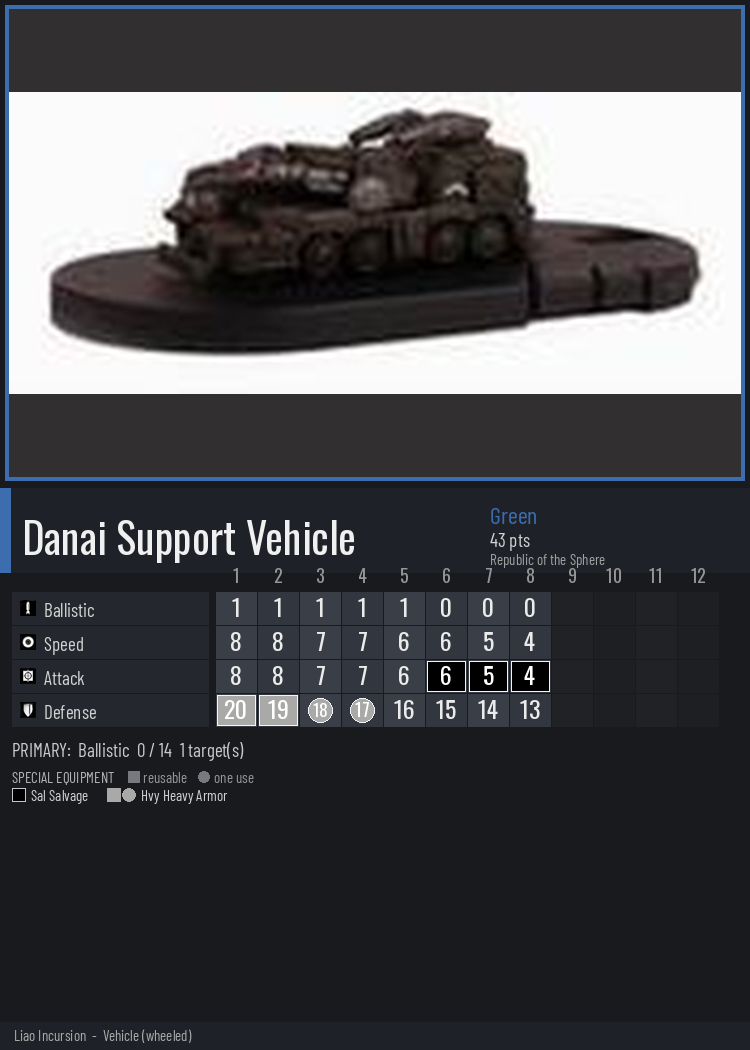 Danai Support Vehicle
Green
43 pts
Republic of the Sphere
1 2 3 4 5 6 7 8 9 10 11 12
Ballistic 1 1 1 1 1 0 0 0
Speed 8 8 7 7 6 6 5 4
Attack 8 8 7 7 6 6 5 4
Defense 20 19 18 17 16 15 14 13
PRIMARY: Ballistic 0 / 14 1 target(s)
SPECIAL EQUIPMENT reusable one use
Sal Salvage Hvy Heavy Armor
Liao Incursion - Vehicle (wheeled)